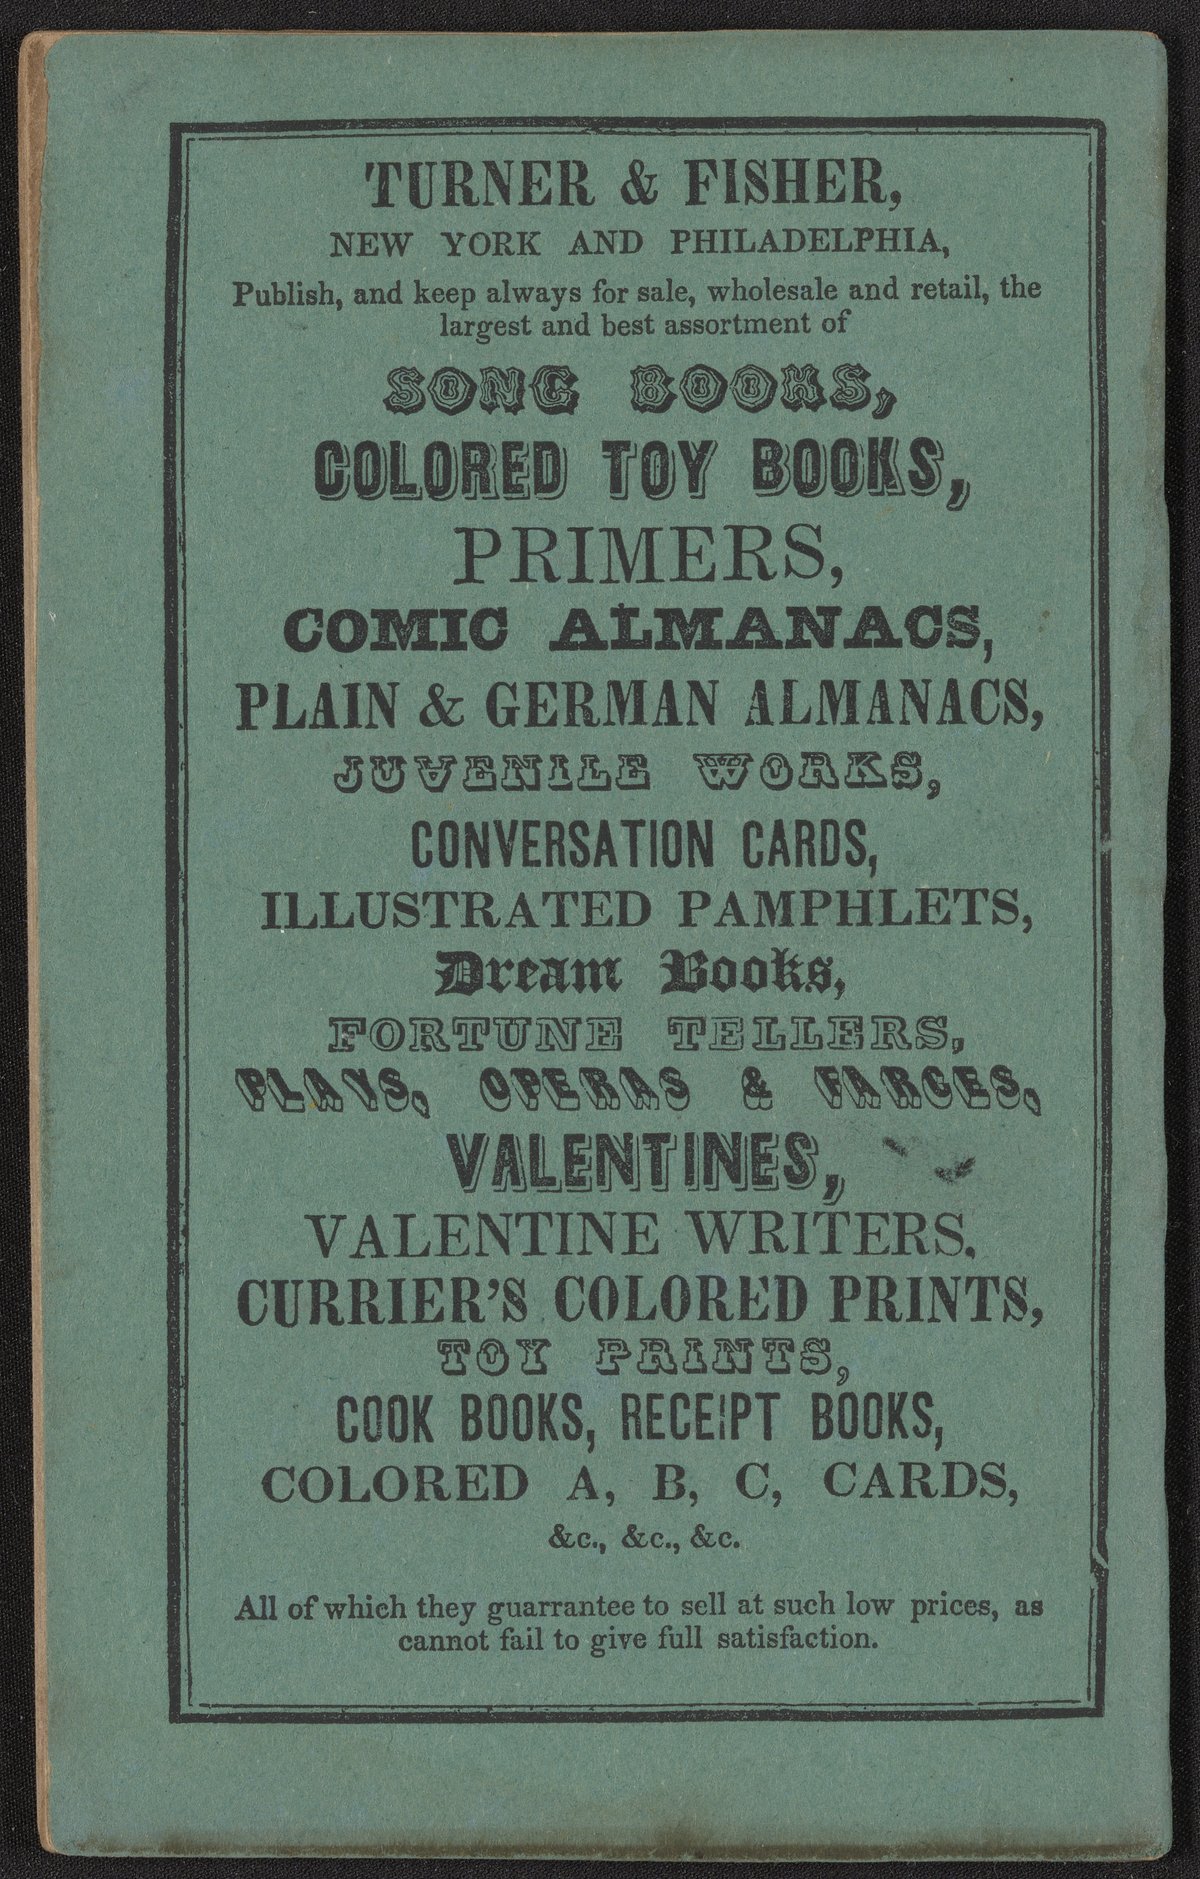 TURNER & FISHER,
NEW YORK AND PHILADELPHIA,
Publish, and keep always for sale, wholesale and retail, the
largest and best assortment of
SONG BOOKS,
COLORED TOY BOOKS,
PRIMERS,
COMIC ALMANACS,
PLAIN & GERMAN ALMANACS,
JUVENILE WORKS,
CONVERSATION CARDS,
ILLUSTRATED PAMPHLETS,
Dream Books,
FORTUNE TELLERS,
PLAYS, OPERAS & FARCES,
VALENTINES,
VALENTINE WRITERS.
CURRIER'S COLORED PRINTS,
TOY PRINTS,
COOK BOOKS, RECEIPT BOOKS,
COLORED A, B, C, CARDS,
&c., &c., &c.
All of which they guarrantee to sell at such low prices, as
cannot fail to give full satisfaction.